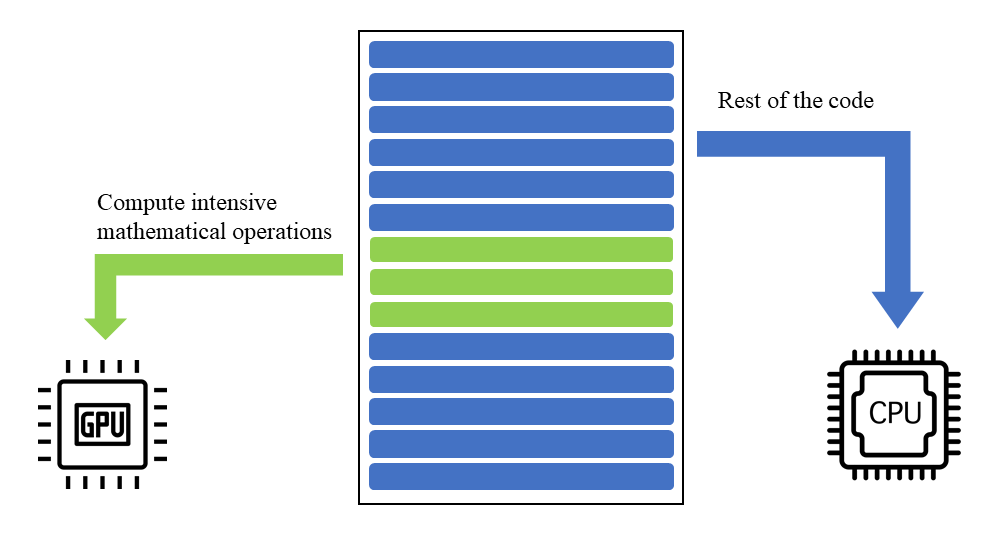 Rest of the code
Compute intensive
mathematical operations
GPU
CPU